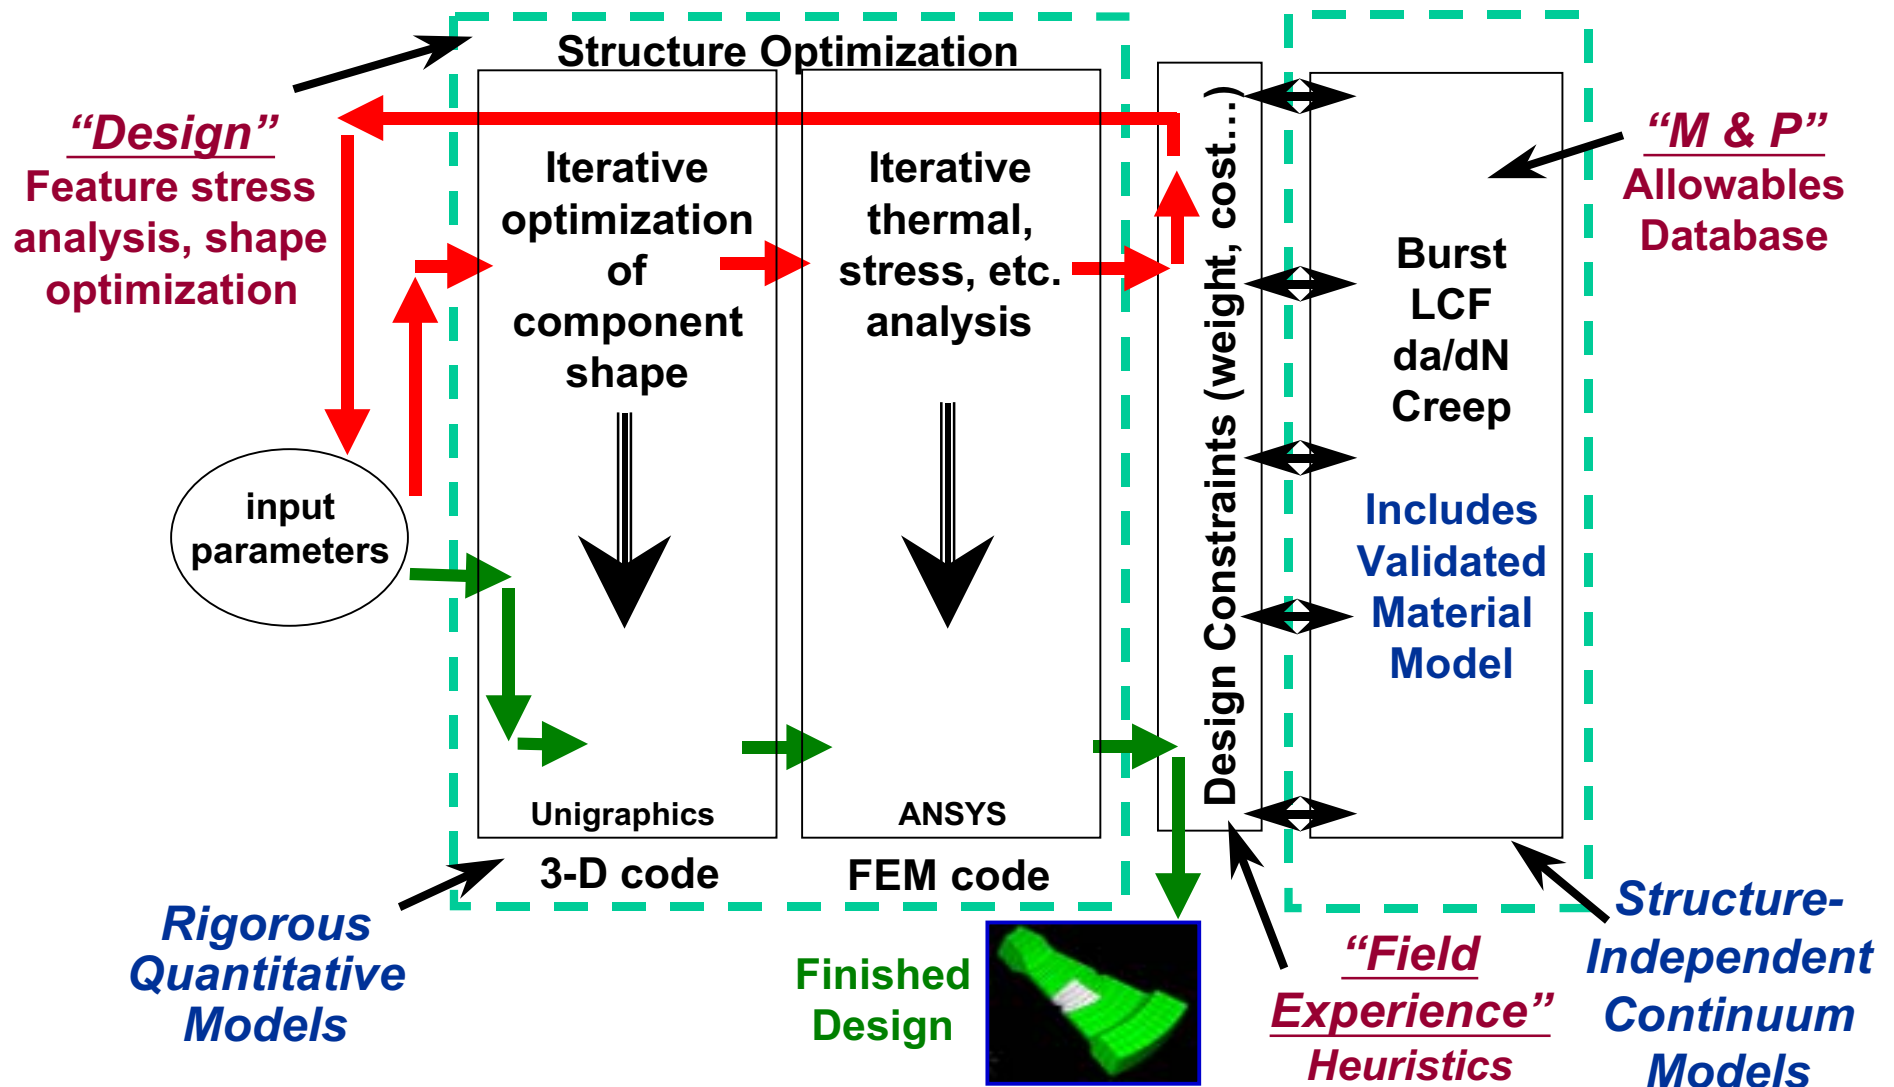 Structure Optimization
“Design”
Feature stress
analysis, shape
optimization
Iterative
optimization
of
component
shape
Iterative
thermal,
stress, etc.
analysis
Design Constraints (weight, cost…)
“M & P”
Allowables
Database
Burst
LCF
da/dN
Creep
Includes
Validated
Material
Model
input
parameters
Unigraphics
ANSYS
3-D code
FEM code
Rigorous
Quantitative
Models
Finished
Design
“Field
Experience”
Heuristics
Structure-
Independent
Continuum
Models